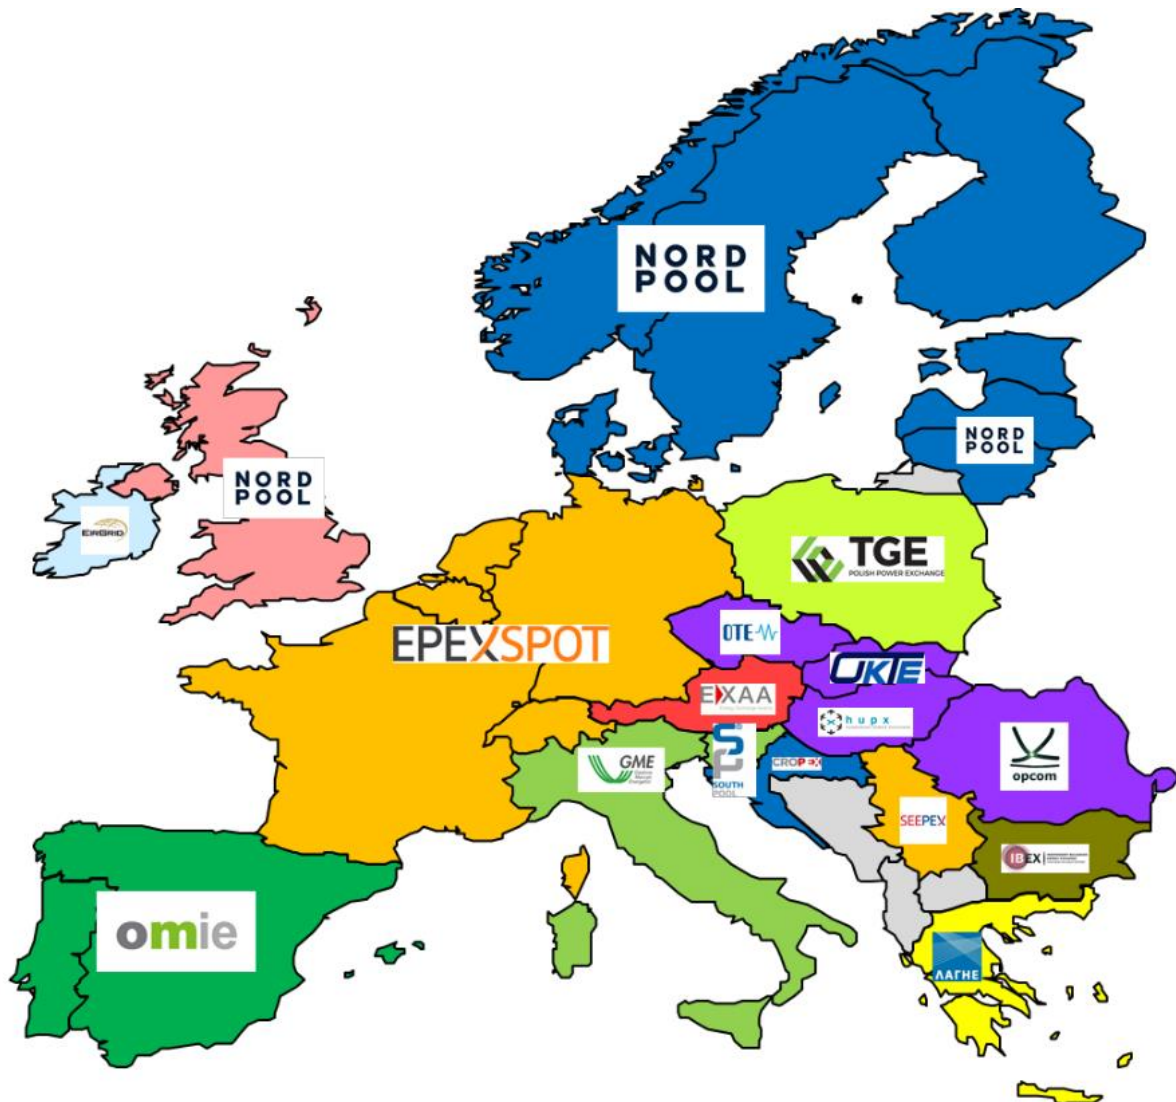 NORD
POOL
NORD
POOL
NORD
POOL
EIRGRID
TGE
POLISH POWER EXCHANGE
OTE
EPEXSPOT
OKTE
EXAA
hupx
SOUTH
POOL
GME
CROPEX
opcom
SEEPEX
IBEX
omie
ΛΑΓΗΕ